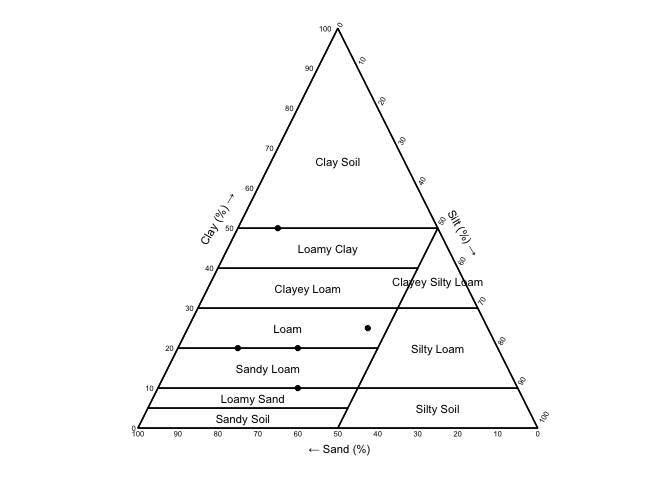 100
0
90
10
80
20
70
30
Clay Soil
60
40
Clay (%) →
50
50
Silt (%) →
Loamy Clay
40
60
Clayey Loam
Clayey Silty Loam
30
70
Loam
20
80
Silty Loam
Sandy Loam
10
90
Loamy Sand
Silty Soil
Sandy Soil
0
100
100 90 80 70 60 50 40 30 20 10 0
← Sand (%)